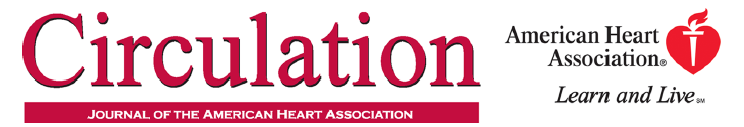 Circulation
JOURNAL OF THE AMERICAN HEART ASSOCIATION
American Heart
Association®
Learn and Live℠